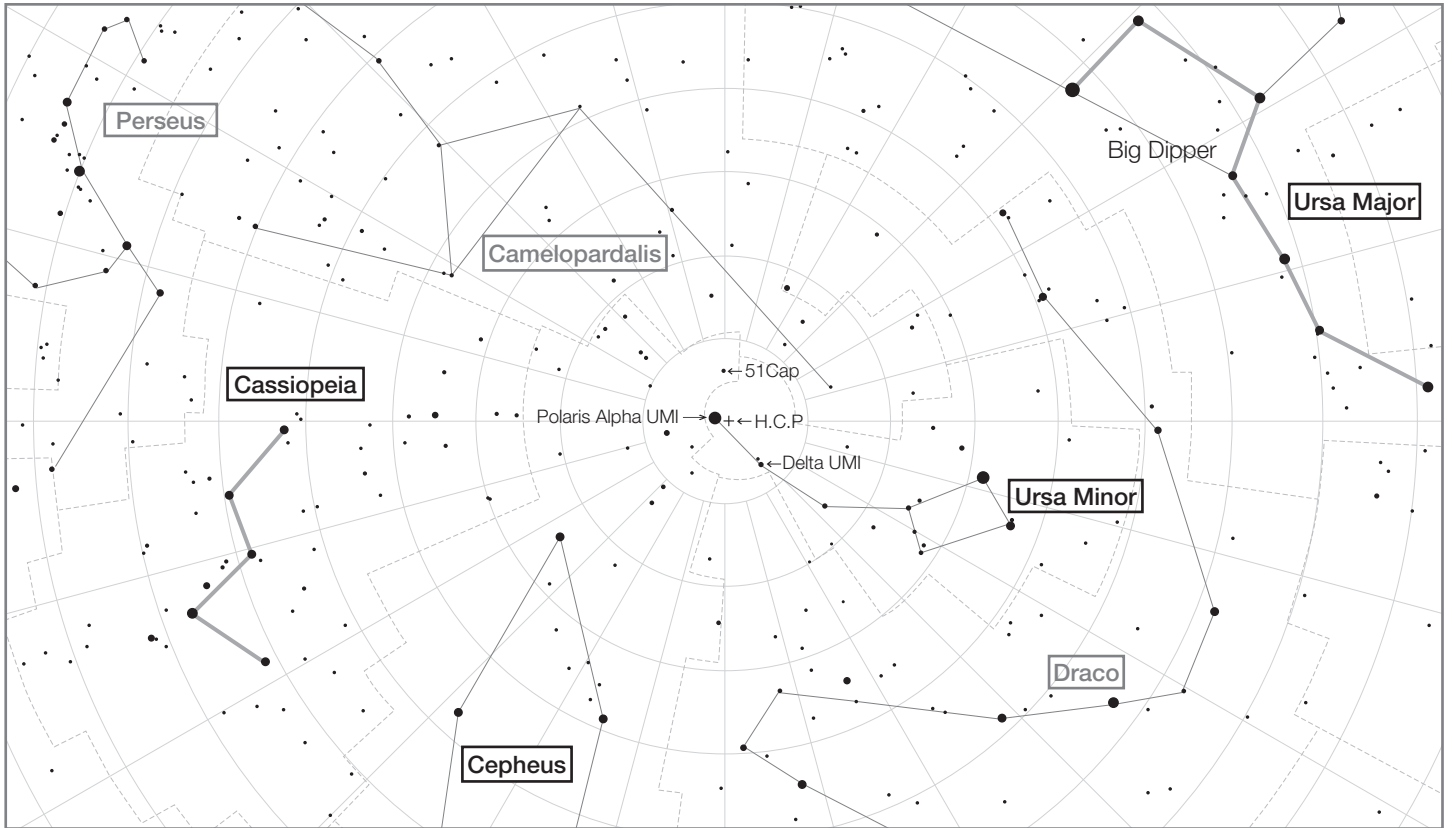 Perseus
Big Dipper
Ursa Major
Camelopardalis
51Cap
Cassiopeia
Polaris Alpha UMI
H.C.P
Delta UMI
Ursa Minor
Draco
Cepheus